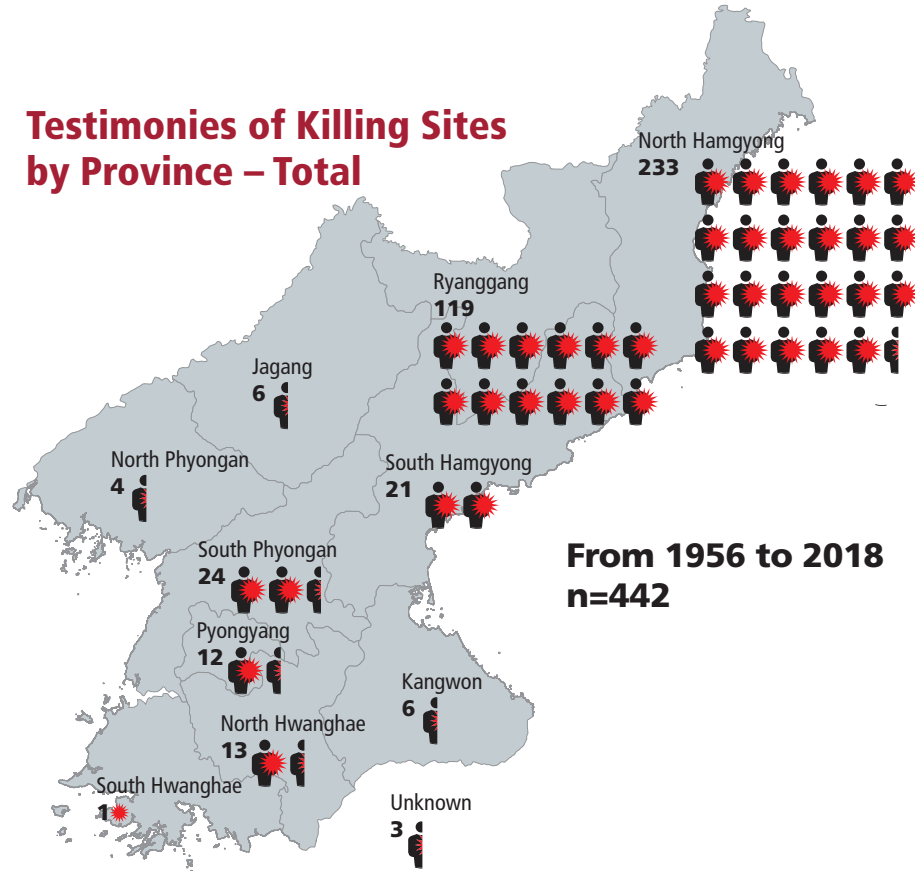 Testimonies of Killing Sites
by Province – Total
North Hamgyong
233
Ryanggang
119
Jagang
6
North Phyongan
4
South Hamgyong
21
South Phyongan
24
From 1956 to 2018
n=442
Pyongyang
12
Kangwon
6
North Hwanghae
13
South Hwanghae
1
Unknown
3